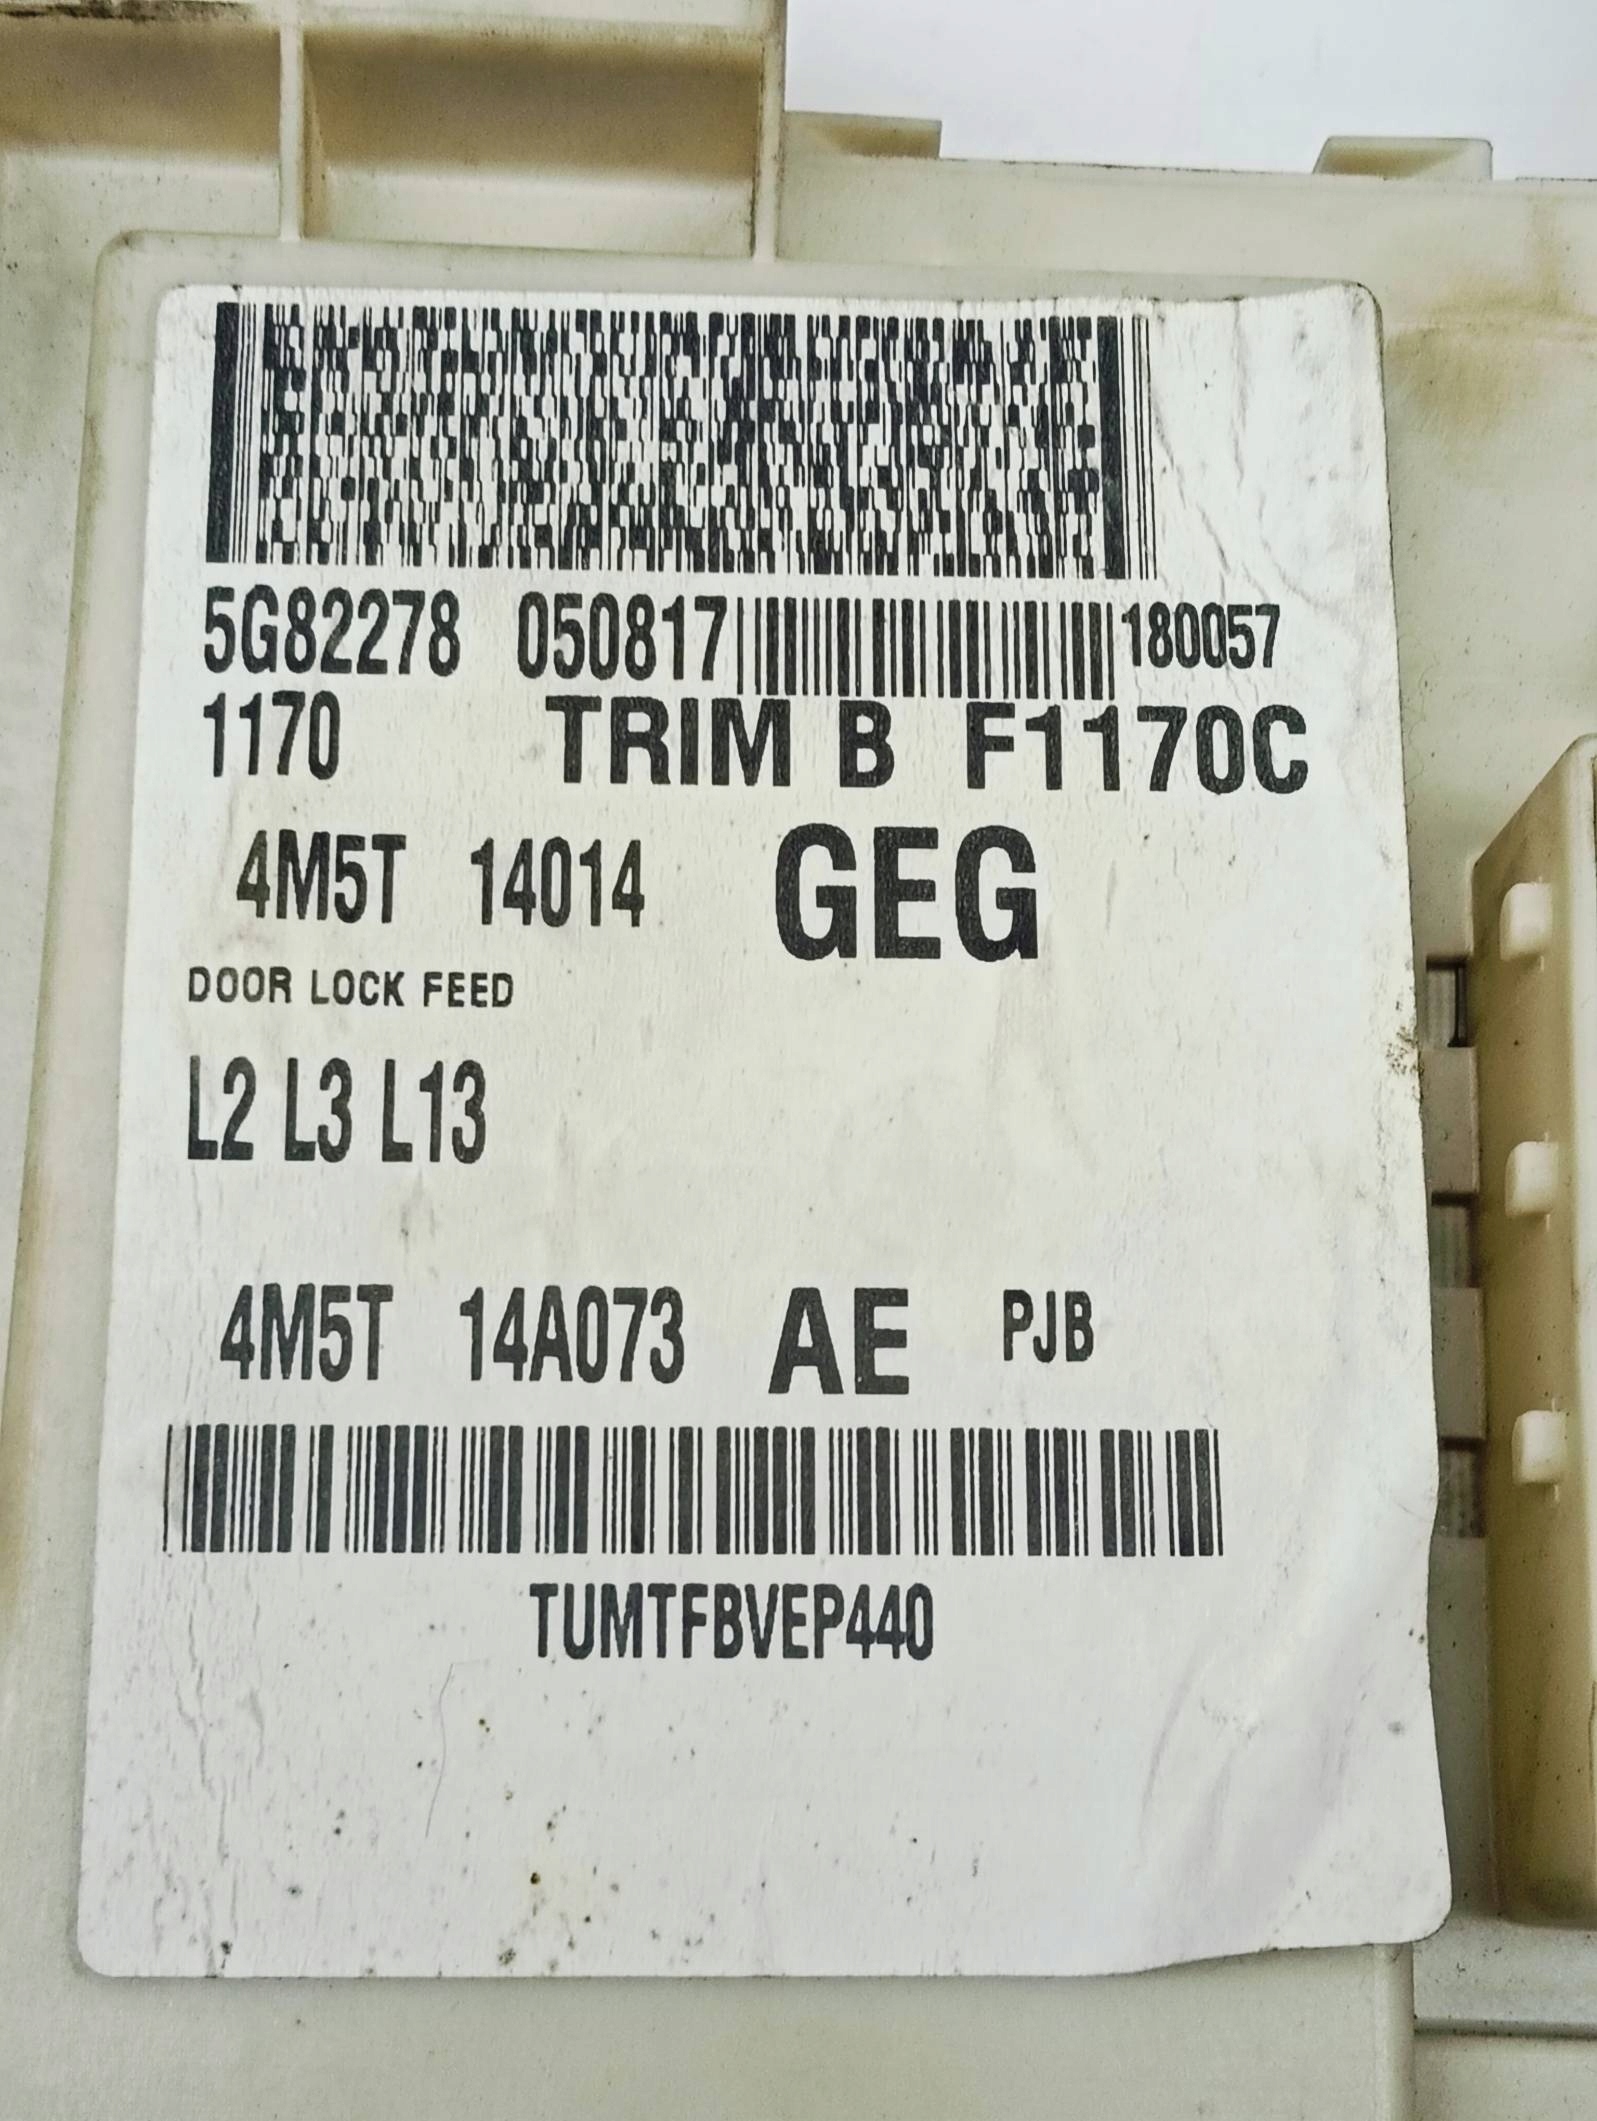 5G82278 050817 180057
1170 TRIM B F1170C
4M5T 14014 GEG
DOOR LOCK FEED
L2 L3 L13
4M5T 14A073 AE PJB
TUMTFBVEP440